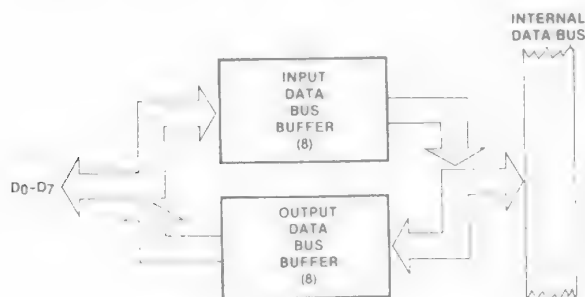 INTERNAL
DATA BUS
INPUT
DATA
BUS
BUFFER
(8)
D0-D7
OUTPUT
DATA
BUS
BUFFER
(8)